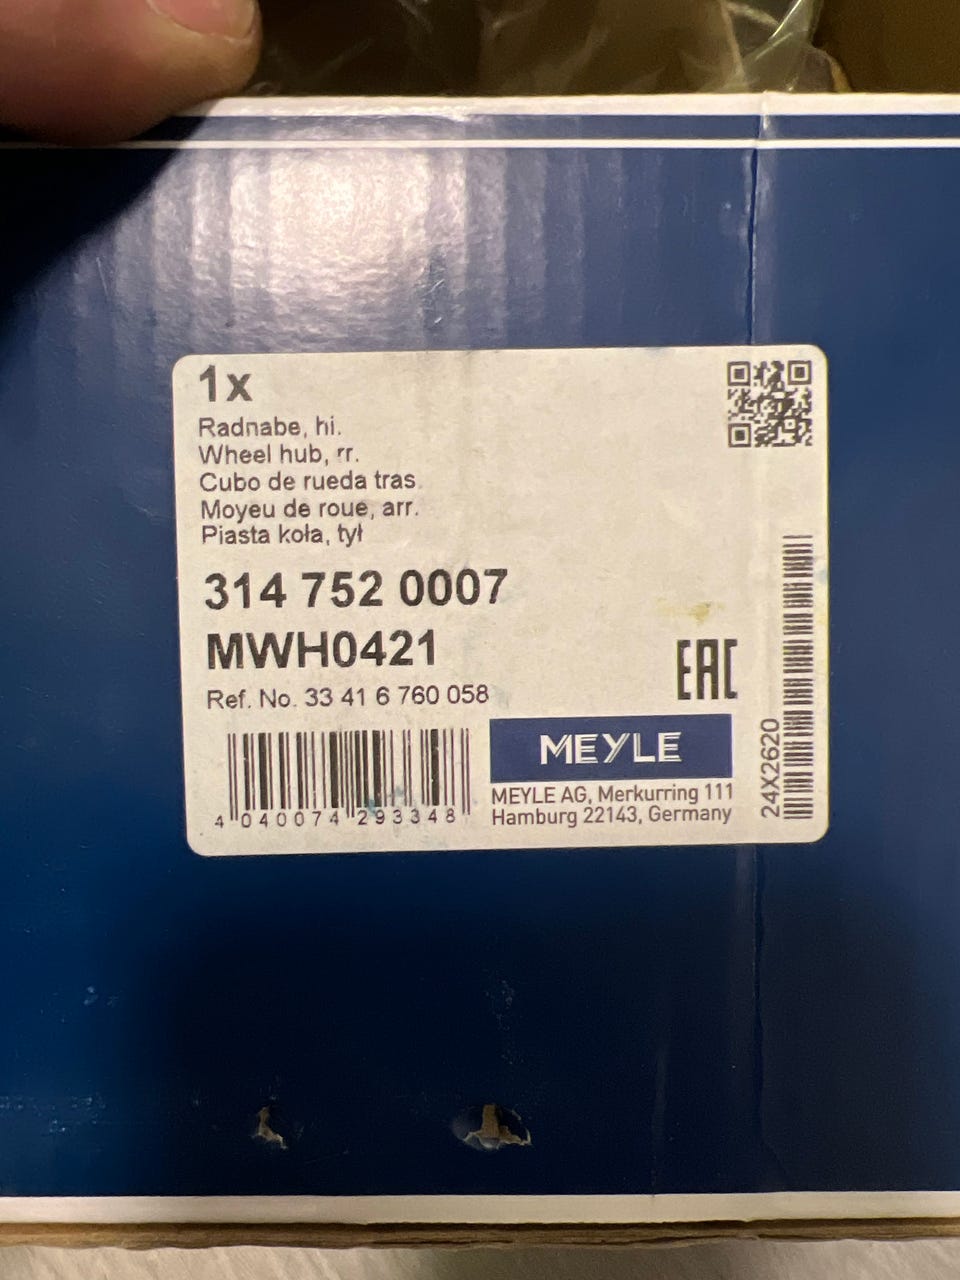 1x
Radnabe, hi.
Wheel hub, rr.
Cubo de rueda tras.
Moyeu de roue, arr.
Piasta koła, tył
314 752 0007
MWH0421
EAC
Ref. No. 33 41 6 760 058
MEYLE
4 040074 293348
MEYLE AG, Merkurring 111
Hamburg 22143, Germany
24X2620